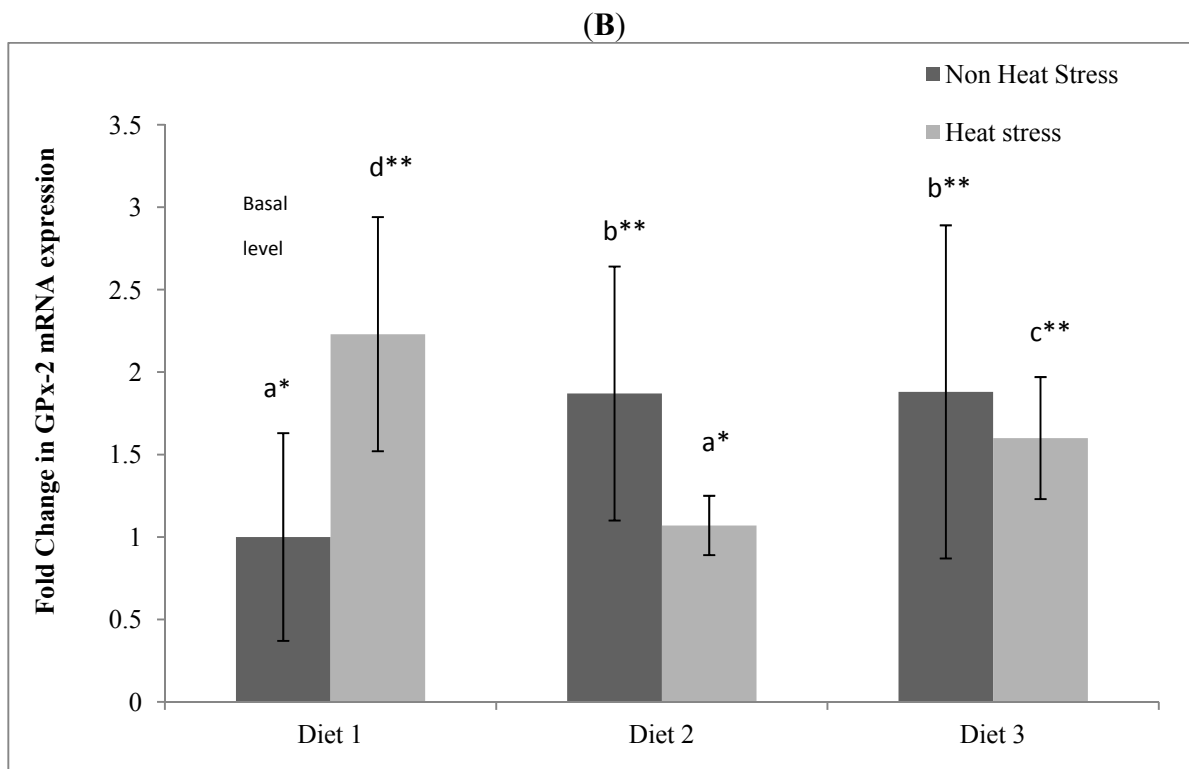 (B)
Non Heat Stress
Heat stress
Fold Change in GPx-2 mRNA expression
3.5
3
2.5
2
1.5
1
0.5
0
Basal
level
a*
d**
b**
a*
b**
c**
Diet 1
Diet 2
Diet 3